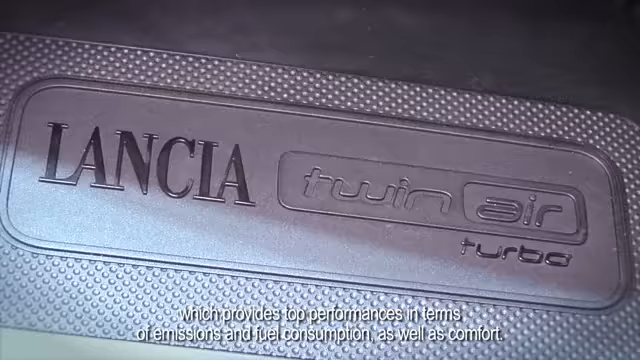 LANCIA twin air
turbo
which provides top performances in terms
of emissions and fuel consumption, as well as comfort.